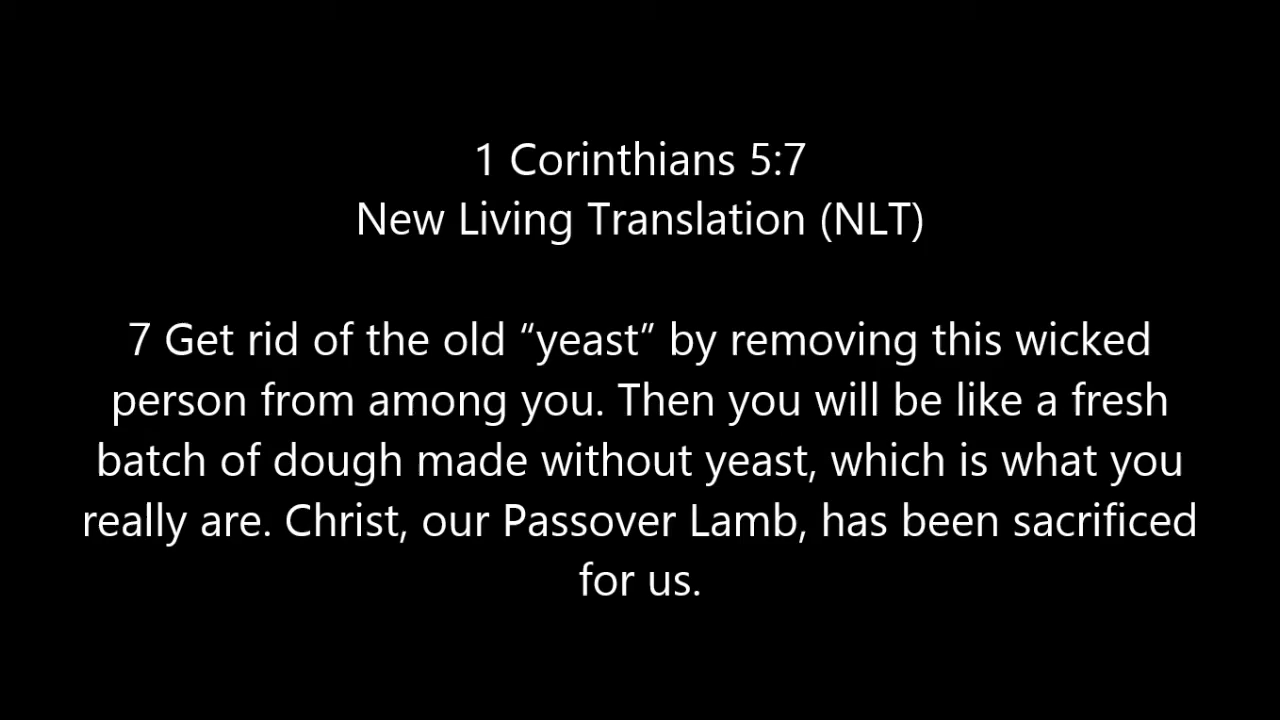 1 Corinthians 5:7
New Living Translation (NLT)
7 Get rid of the old “yeast” by removing this wicked
person from among you. Then you will be like a fresh
batch of dough made without yeast, which is what you
really are. Christ, our Passover Lamb, has been sacrificed
for us.